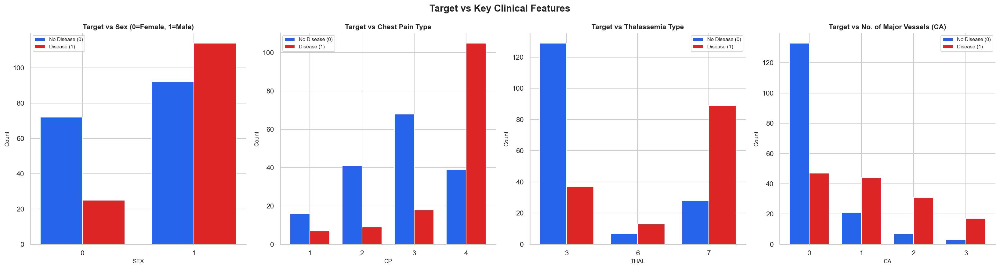 Target vs Key Clinical Features
Target vs Sex (0=Female, 1=Male)
No Disease (0)
Disease (1)
100
80
60
40
20
0
Count
0 1
SEX
Target vs Chest Pain Type
No Disease (0)
Disease (1)
100
80
60
40
20
0
Count
1 2 3 4
CP
Target vs Thalassemia Type
No Disease (0)
Disease (1)
120
100
80
60
40
20
0
Count
3 6 7
THAL
Target vs No. of Major Vessels (CA)
No Disease (0)
Disease (1)
120
100
80
60
40
20
0
Count
0 1 2 3
CA